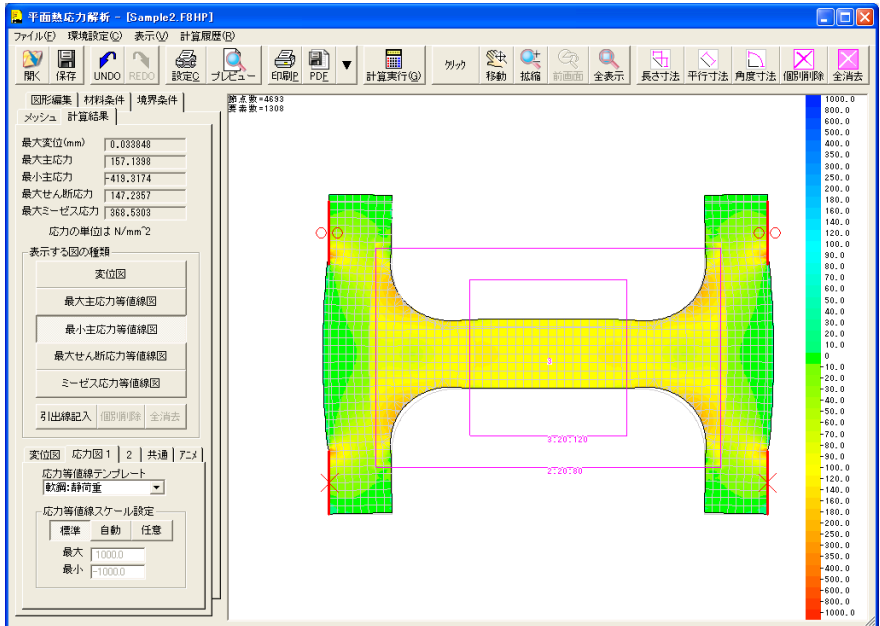 平面熱応力解析 - [Sample2.F8HP]
ファイル(F) 環境設定(C) 表示(V) 計算履歴(R)
開く 保存 UNDO REDO 設定C プレビュー 印刷P PDF 計算実行(G) クリック 移動 拡縮 前画面 全表示 長さ寸法 平行寸法 角度寸法 個別削除 全消去
図形編集 材料条件 境界条件
メッシュ 計算結果
最大変位(mm) 0.033848
最大主応力 157.1398
最小主応力 -419.3174
最大せん断応力 147.2357
最大ミーゼス応力 368.5303
応力の単位は N/mm^2
表示する図の種類
変位図
最大主応力等値線図
最小主応力等値線図
最大せん断応力等値線図
ミーゼス応力等値線図
引出線記入 個別削除 全消去
変位図 応力図1 2 共通 アニメ
応力等値線テンプレート
軟鋼:静荷重
応力等値線スケール設定
標準 自動 任意
最大 1000.0
最小 -1000.0
節点数=4693
要素数=1308
3
3:20:120
2:20:80
1000.0
800.0
600.0
500.0
400.0
350.0
300.0
250.0
200.0
180.0
160.0
140.0
120.0
100.0
90.0
80.0
70.0
60.0
50.0
40.0
30.0
20.0
10.0
0
-10.0
-20.0
-30.0
-40.0
-50.0
-60.0
-70.0
-80.0
-90.0
-100.0
-120.0
-140.0
-160.0
-180.0
-200.0
-250.0
-300.0
-350.0
-400.0
-500.0
-600.0
-800.0
-1000.0